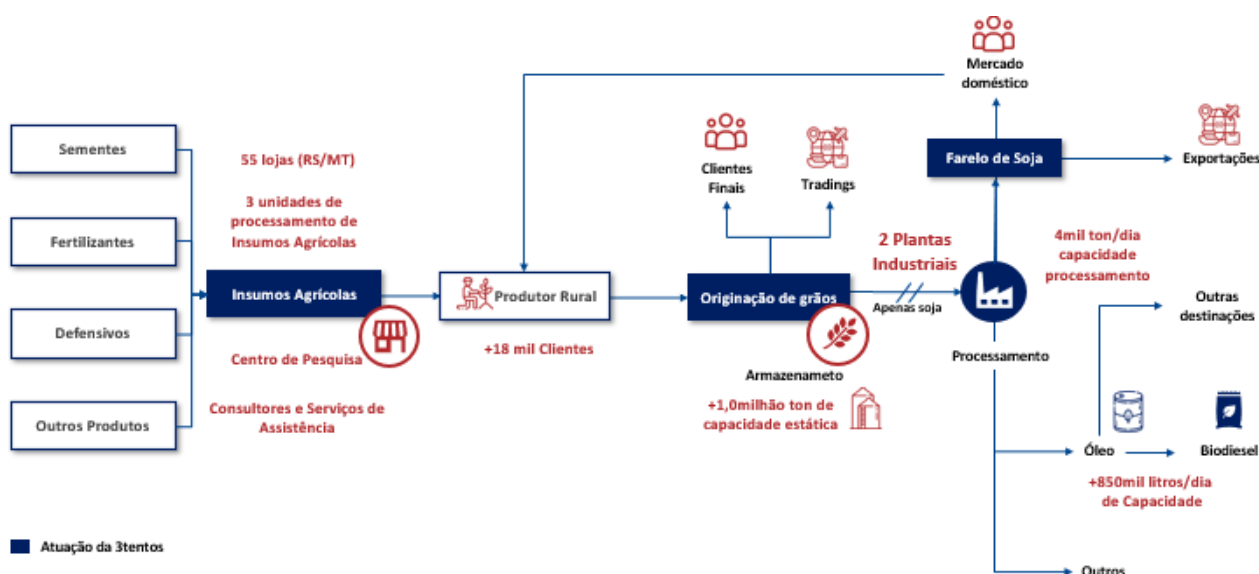 Sementes
Fertilizantes
Defensivos
Outros Produtos
55 lojas (RS/MT)
3 unidades de
processamento de
Insumos Agrícolas
Insumos Agrícolas
Centro de Pesquisa
Consultores e Serviços de
Assistência
Produtor Rural
+18 mil Clientes
Clientes
Finais
Tradings
Originação de grãos
Armazenameto
+1,0milhão ton de
capacidade estática
2 Plantas
Industriais
Apenas soja
Mercado
doméstico
Farelo de Soja
Exportações
4mil ton/dia
capacidade
processamento
Processamento
Outras
destinações
Óleo
Biodiesel
+850mil litros/dia
de Capacidade
Outros
Atuação da 3tentos